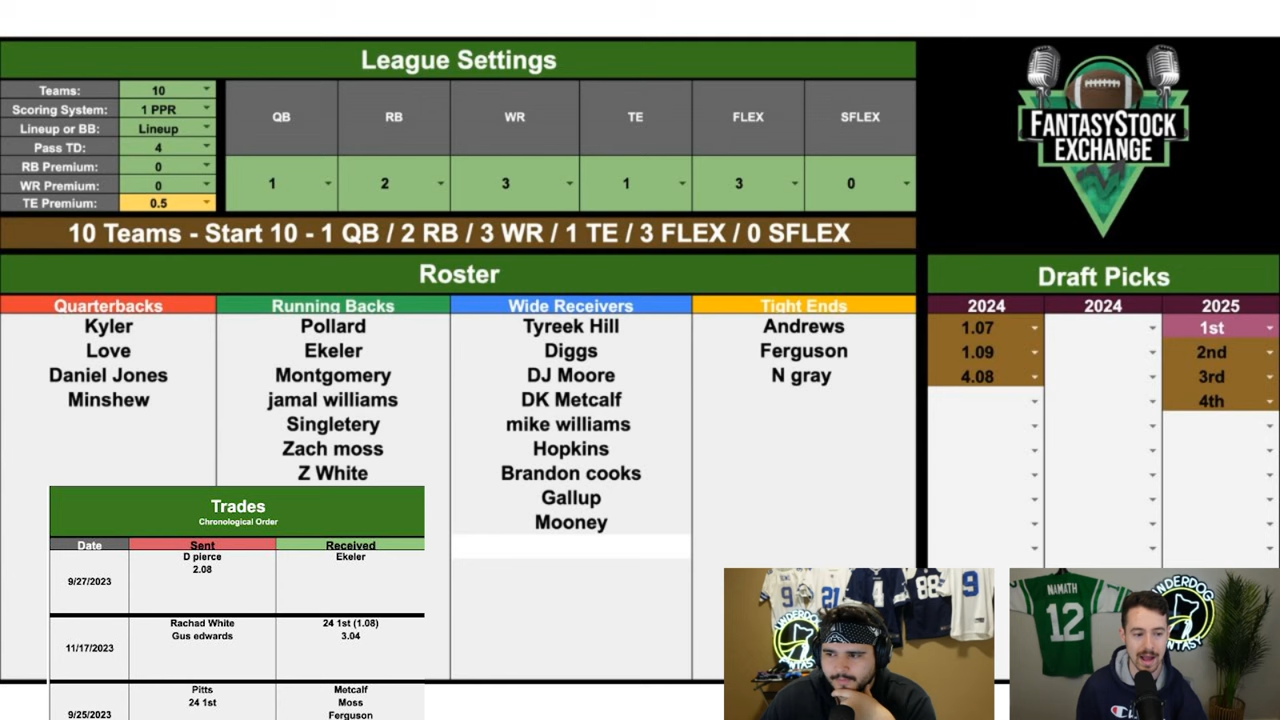 League Settings
Teams: 10
Scoring System: 1 PPR
Lineup or BB: Lineup
Pass TD: 4
RB Premium: 0
WR Premium: 0
TE Premium: 0.5
QB RB WR TE FLEX SFLEX
1 2 3 1 3 0
FANTASYSTOCK
EXCHANGE
10 Teams - Start 10 - 1 QB / 2 RB / 3 WR / 1 TE / 3 FLEX / 0 SFLEX
Roster
Quarterbacks Running Backs Wide Receivers Tight Ends
Kyler Pollard Tyreek Hill Andrews
Love Ekeler Diggs Ferguson
Daniel Jones Montgomery DJ Moore N gray
Minshew jamal williams DK Metcalf
Singletery mike williams
Zach moss Hopkins
Z White Brandon cooks
Gallup
Mooney
Draft Picks
2024 2024 2025
1.07 1st
1.09 2nd
4.08 3rd
4th
Trades
Chronological Order
Date Sent Received
D pierce Ekeler
2.08
9/27/2023
Rachad White 24 1st (1.08)
Gus edwards 3.04
11/17/2023
Pitts Metcalf
24 1st Moss
9/25/2023 Ferguson
9
21
4
88
9
NAMATH
12
UNDERDOG
FANTASY